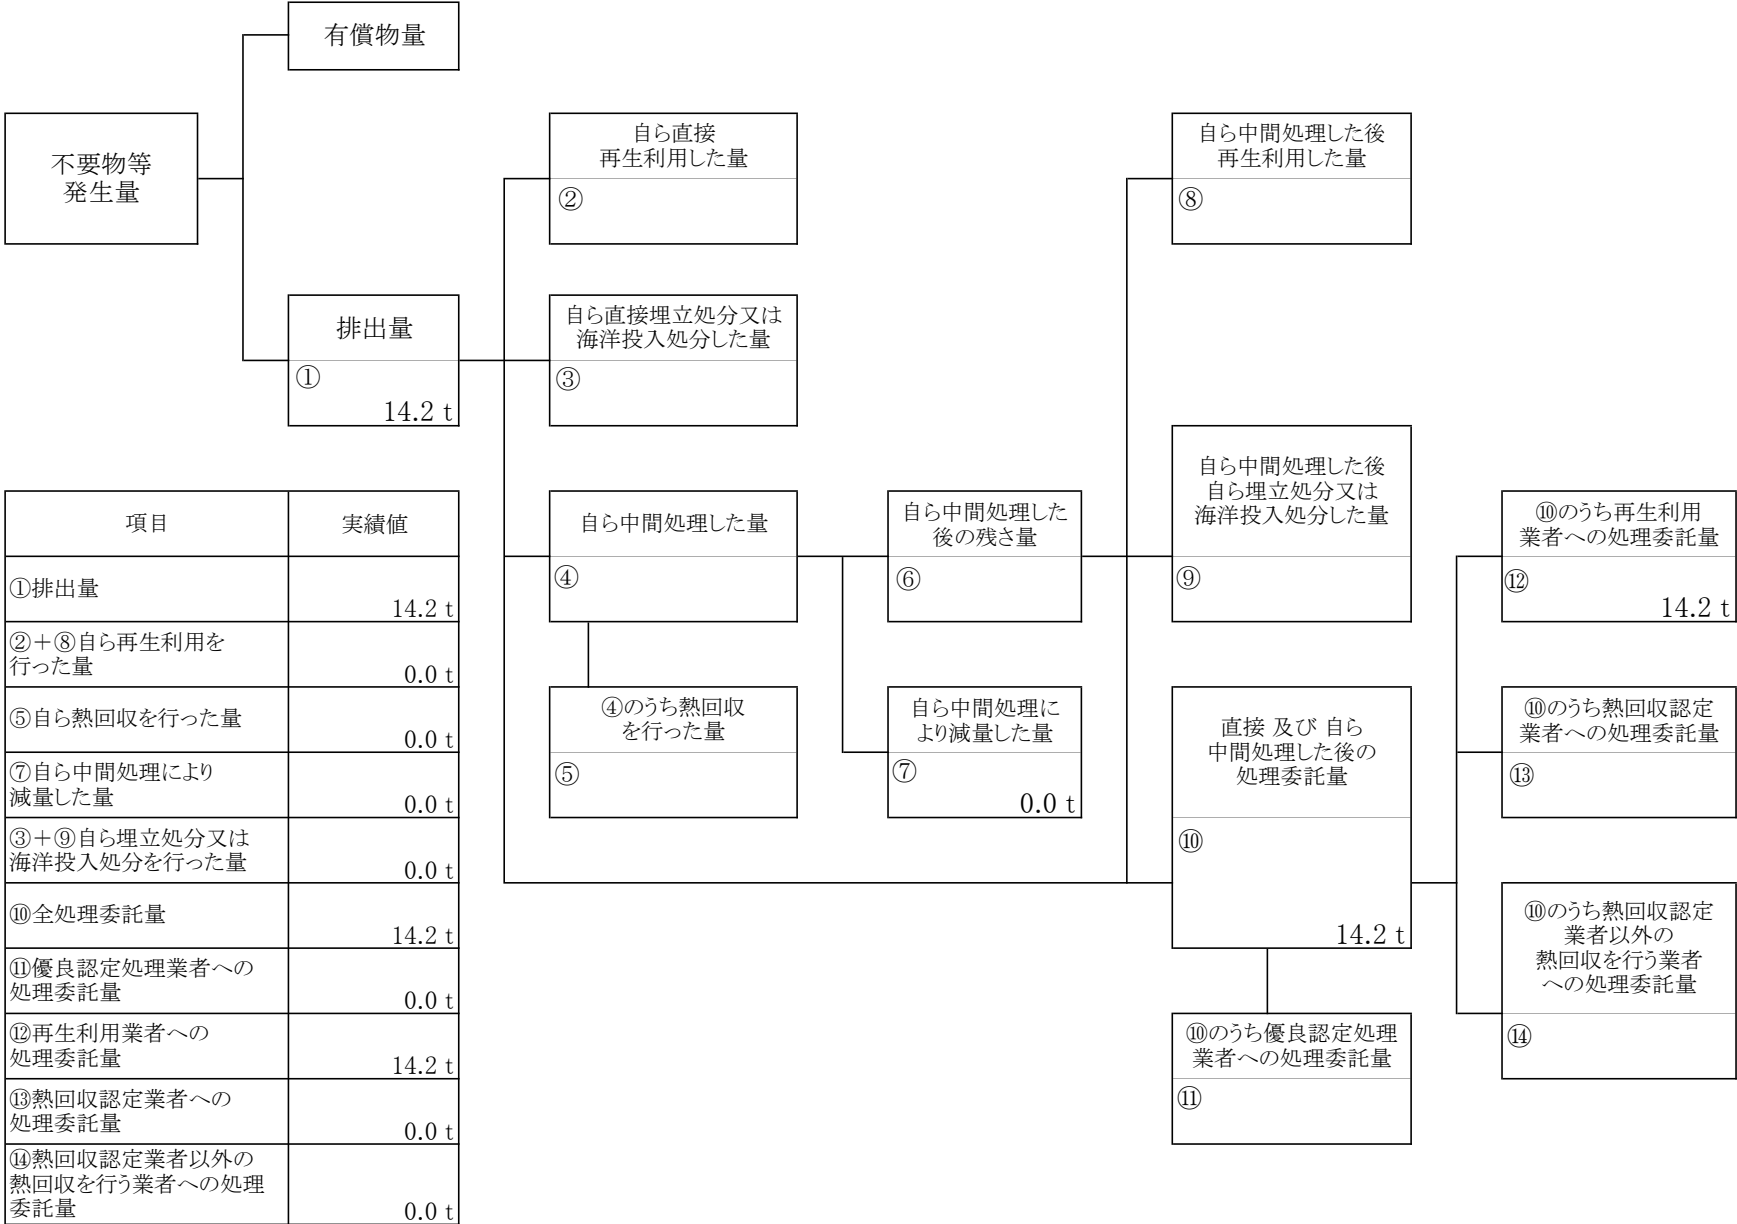 有償物量
不要物等
発生量
自ら直接
再生利用した量
②
自ら中間処理した後
再生利用した量
⑧
排出量
①
14.2 t
自ら直接埋立処分又は
海洋投入処分した量
③
自ら中間処理した量
④
自ら中間処理した
後の残さ量
⑥
自ら中間処理した後
自ら埋立処分又は
海洋投入処分した量
⑨
⑩のうち再生利用
業者への処理委託量
⑫
14.2 t
④のうち熱回収
を行った量
⑤
自ら中間処理に
より減量した量
⑦
0.0 t
直接 及び 自ら
中間処理した後の
処理委託量
⑩
14.2 t
⑩のうち熱回収認定
業者への処理委託量
⑬
⑩のうち熱回収認定
業者以外の
熱回収を行う業者
への処理委託量
⑭
⑩のうち優良認定処理
業者への処理委託量
⑪
項目 実績値
①排出量
14.2 t
②＋⑧自ら再生利用を
行った量
0.0 t
⑤自ら熱回収を行った量
0.0 t
⑦自ら中間処理により
減量した量
0.0 t
③＋⑨自ら埋立処分又は
海洋投入処分を行った量
0.0 t
⑩全処理委託量
14.2 t
⑪優良認定処理業者への
処理委託量
0.0 t
⑫再生利用業者への
処理委託量
14.2 t
⑬熱回収認定業者への
処理委託量
0.0 t
⑭熱回収認定業者以外の
熱回収を行う業者への処理
委託量
0.0 t